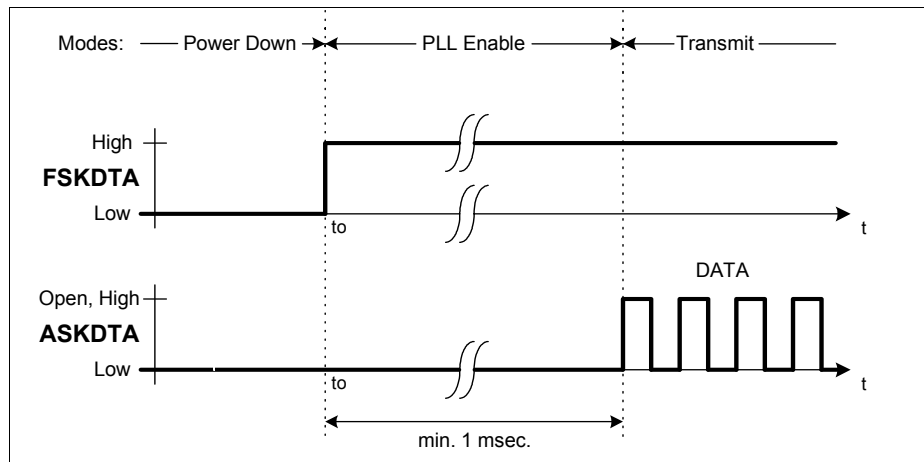 Modes: Power Down PLL Enable Transmit
High
FSKDTA
Low
to
t
DATA
Open, High
ASKDTA
Low
to
t
min. 1 msec.